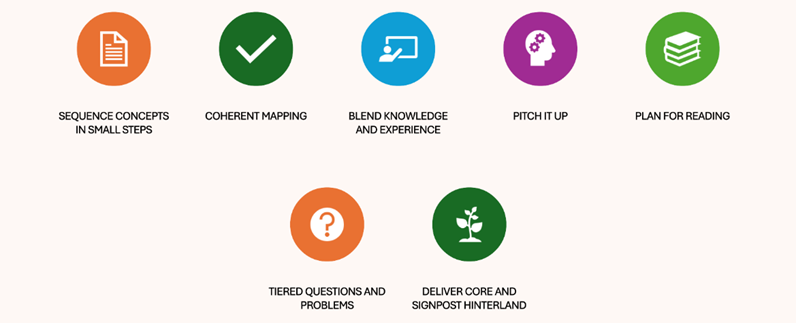 SEQUENCE CONCEPTS
IN SMALL STEPS
COHERENT MAPPING
BLEND KNOWLEDGE
AND EXPERIENCE
PITCH IT UP
PLAN FOR READING
TIERED QUESTIONS AND
PROBLEMS
DELIVER CORE AND
SIGNPOST HINTERLAND